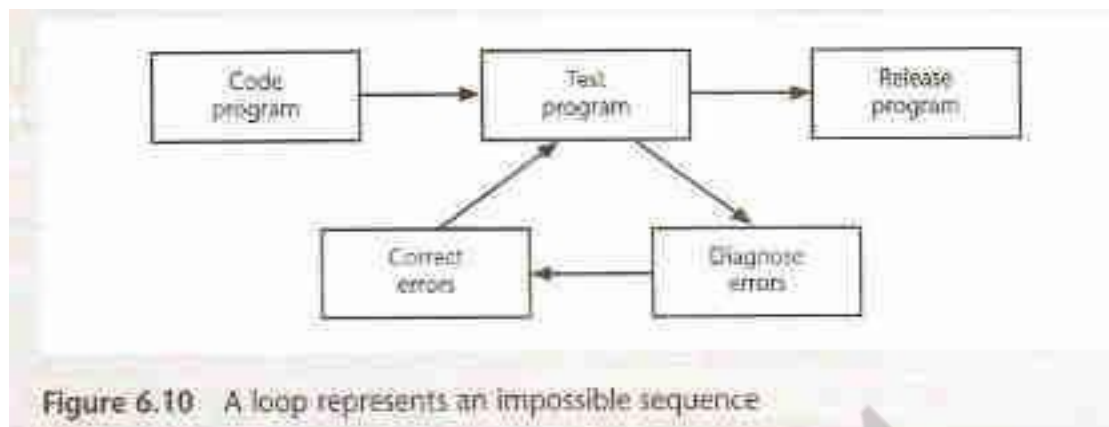 Code
program
Test
program
Release
program
Correct
errors
Diagnose
errors
Figure 6.10 A loop represents an impossible sequence